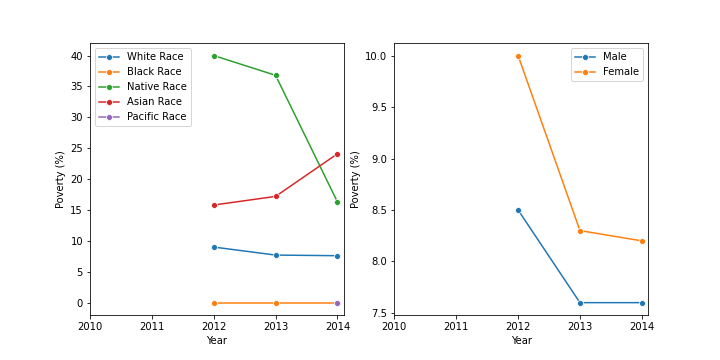 40
35
30
25
20
15
10
5
0
Poverty (%)
2010 2011 2012 2013 2014
Year
White Race
Black Race
Native Race
Asian Race
Pacific Race
10.0
9.5
9.0
8.5
8.0
7.5
Poverty (%)
2010 2011 2012 2013 2014
Year
Male
Female